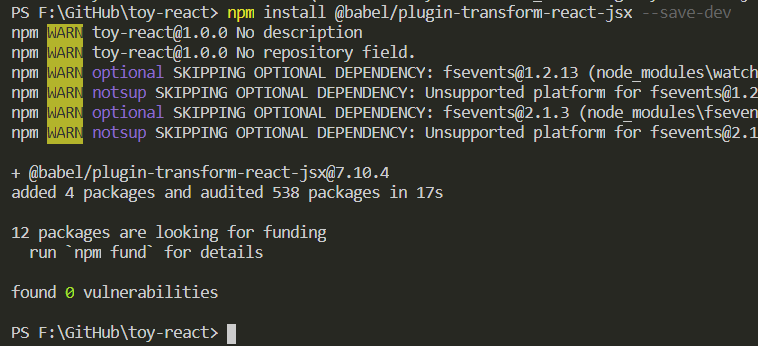 PS F:\GitHub\toy-react> npm install @babel/plugin-transform-react-jsx --save-dev
npm WARN toy-react@1.0.0 No description
npm WARN toy-react@1.0.0 No repository field.
npm WARN optional SKIPPING OPTIONAL DEPENDENCY: fsevents@1.2.13 (node_modules\watch
npm WARN notsup SKIPPING OPTIONAL DEPENDENCY: Unsupported platform for fsevents@1.2
npm WARN optional SKIPPING OPTIONAL DEPENDENCY: fsevents@2.1.3 (node_modules\fseven
npm WARN notsup SKIPPING OPTIONAL DEPENDENCY: Unsupported platform for fsevents@2.1
+ @babel/plugin-transform-react-jsx@7.10.4
added 4 packages and audited 538 packages in 17s
12 packages are looking for funding
run `npm fund` for details
found 0 vulnerabilities
PS F:\GitHub\toy-react>